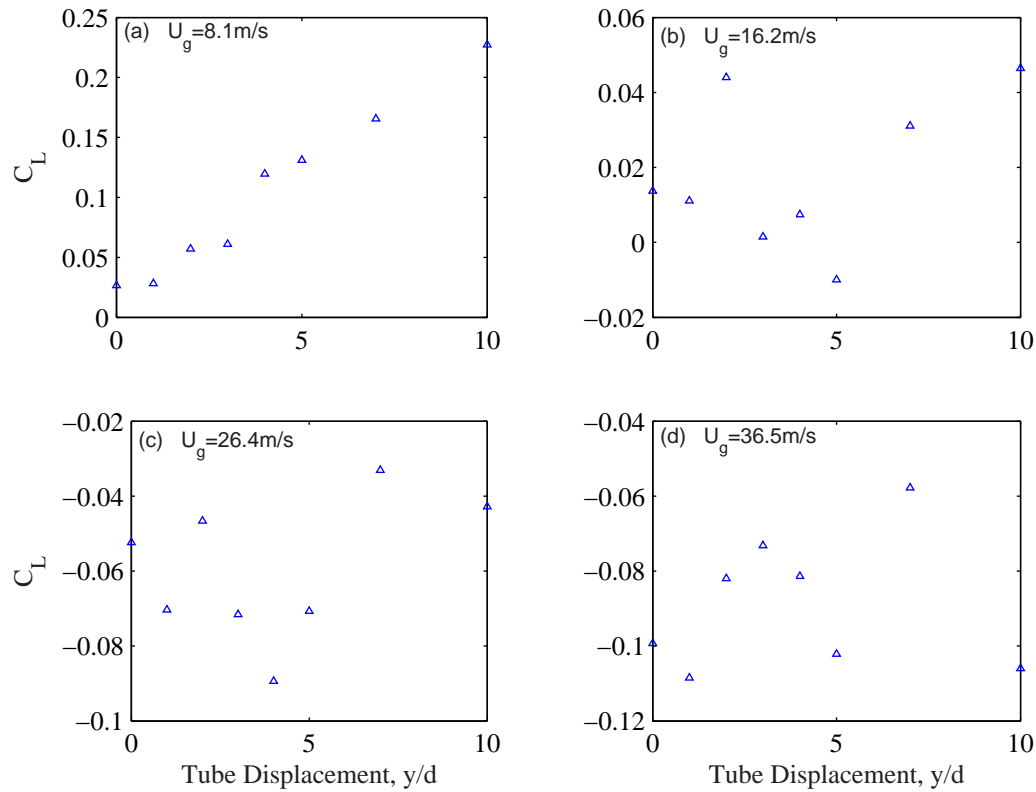 (a) U_g=8.1m/s
0.25
0.2
0.15
0.1
0.05
0
0 5 10
C_L
(b) U_g=16.2m/s
0.06
0.04
0.02
0
−0.02
0 5 10
(c) U_g=26.4m/s
−0.02
−0.04
−0.06
−0.08
−0.1
0 5 10
C_L
Tube Displacement, y/d
(d) U_g=36.5m/s
−0.04
−0.06
−0.08
−0.1
−0.12
0 5 10
Tube Displacement, y/d